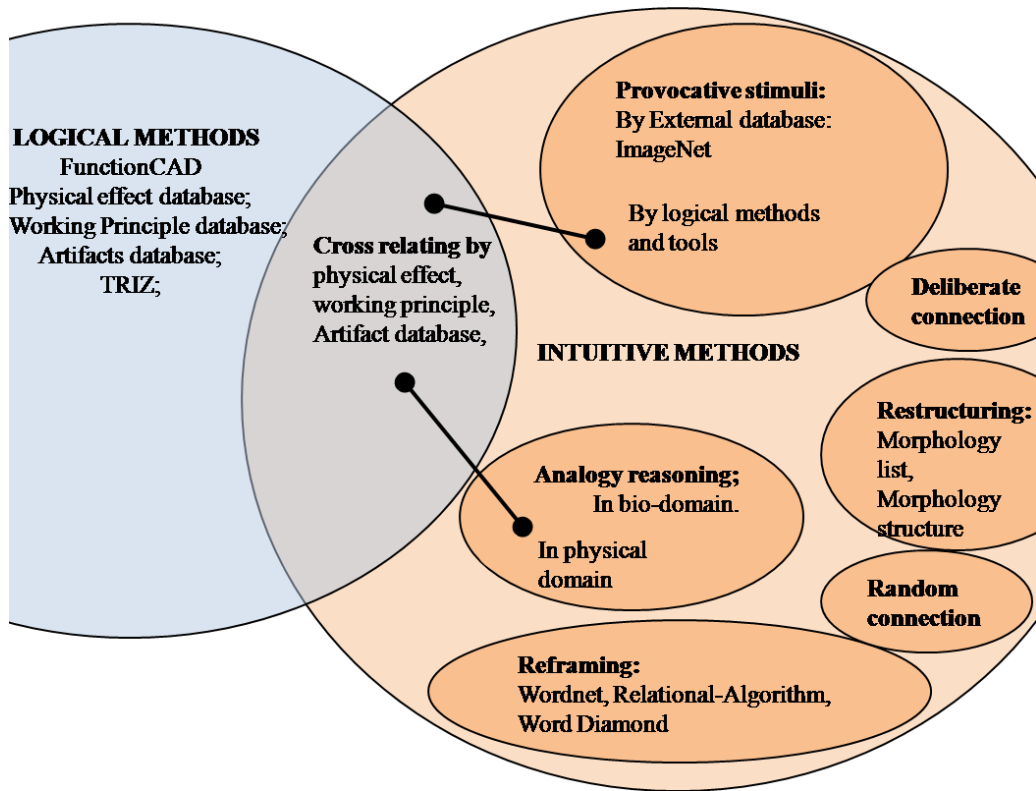 LOGICAL METHODS
FunctionCAD
Physical effect database;
Working Principle database;
Artifacts database;
TRIZ;
Cross relating by
physical effect,
working principle,
Artifact database,
Provocative stimuli:
By External database:
ImageNet
By logical methods
and tools
Deliberate
connection
INTUITIVE METHODS
Restructuring:
Morphology
list,
Morphology
structure
Analogy reasoning;
In bio-domain.
In physical
domain
Random
connection
Reframing:
Wordnet, Relational-Algorithm,
Word Diamond